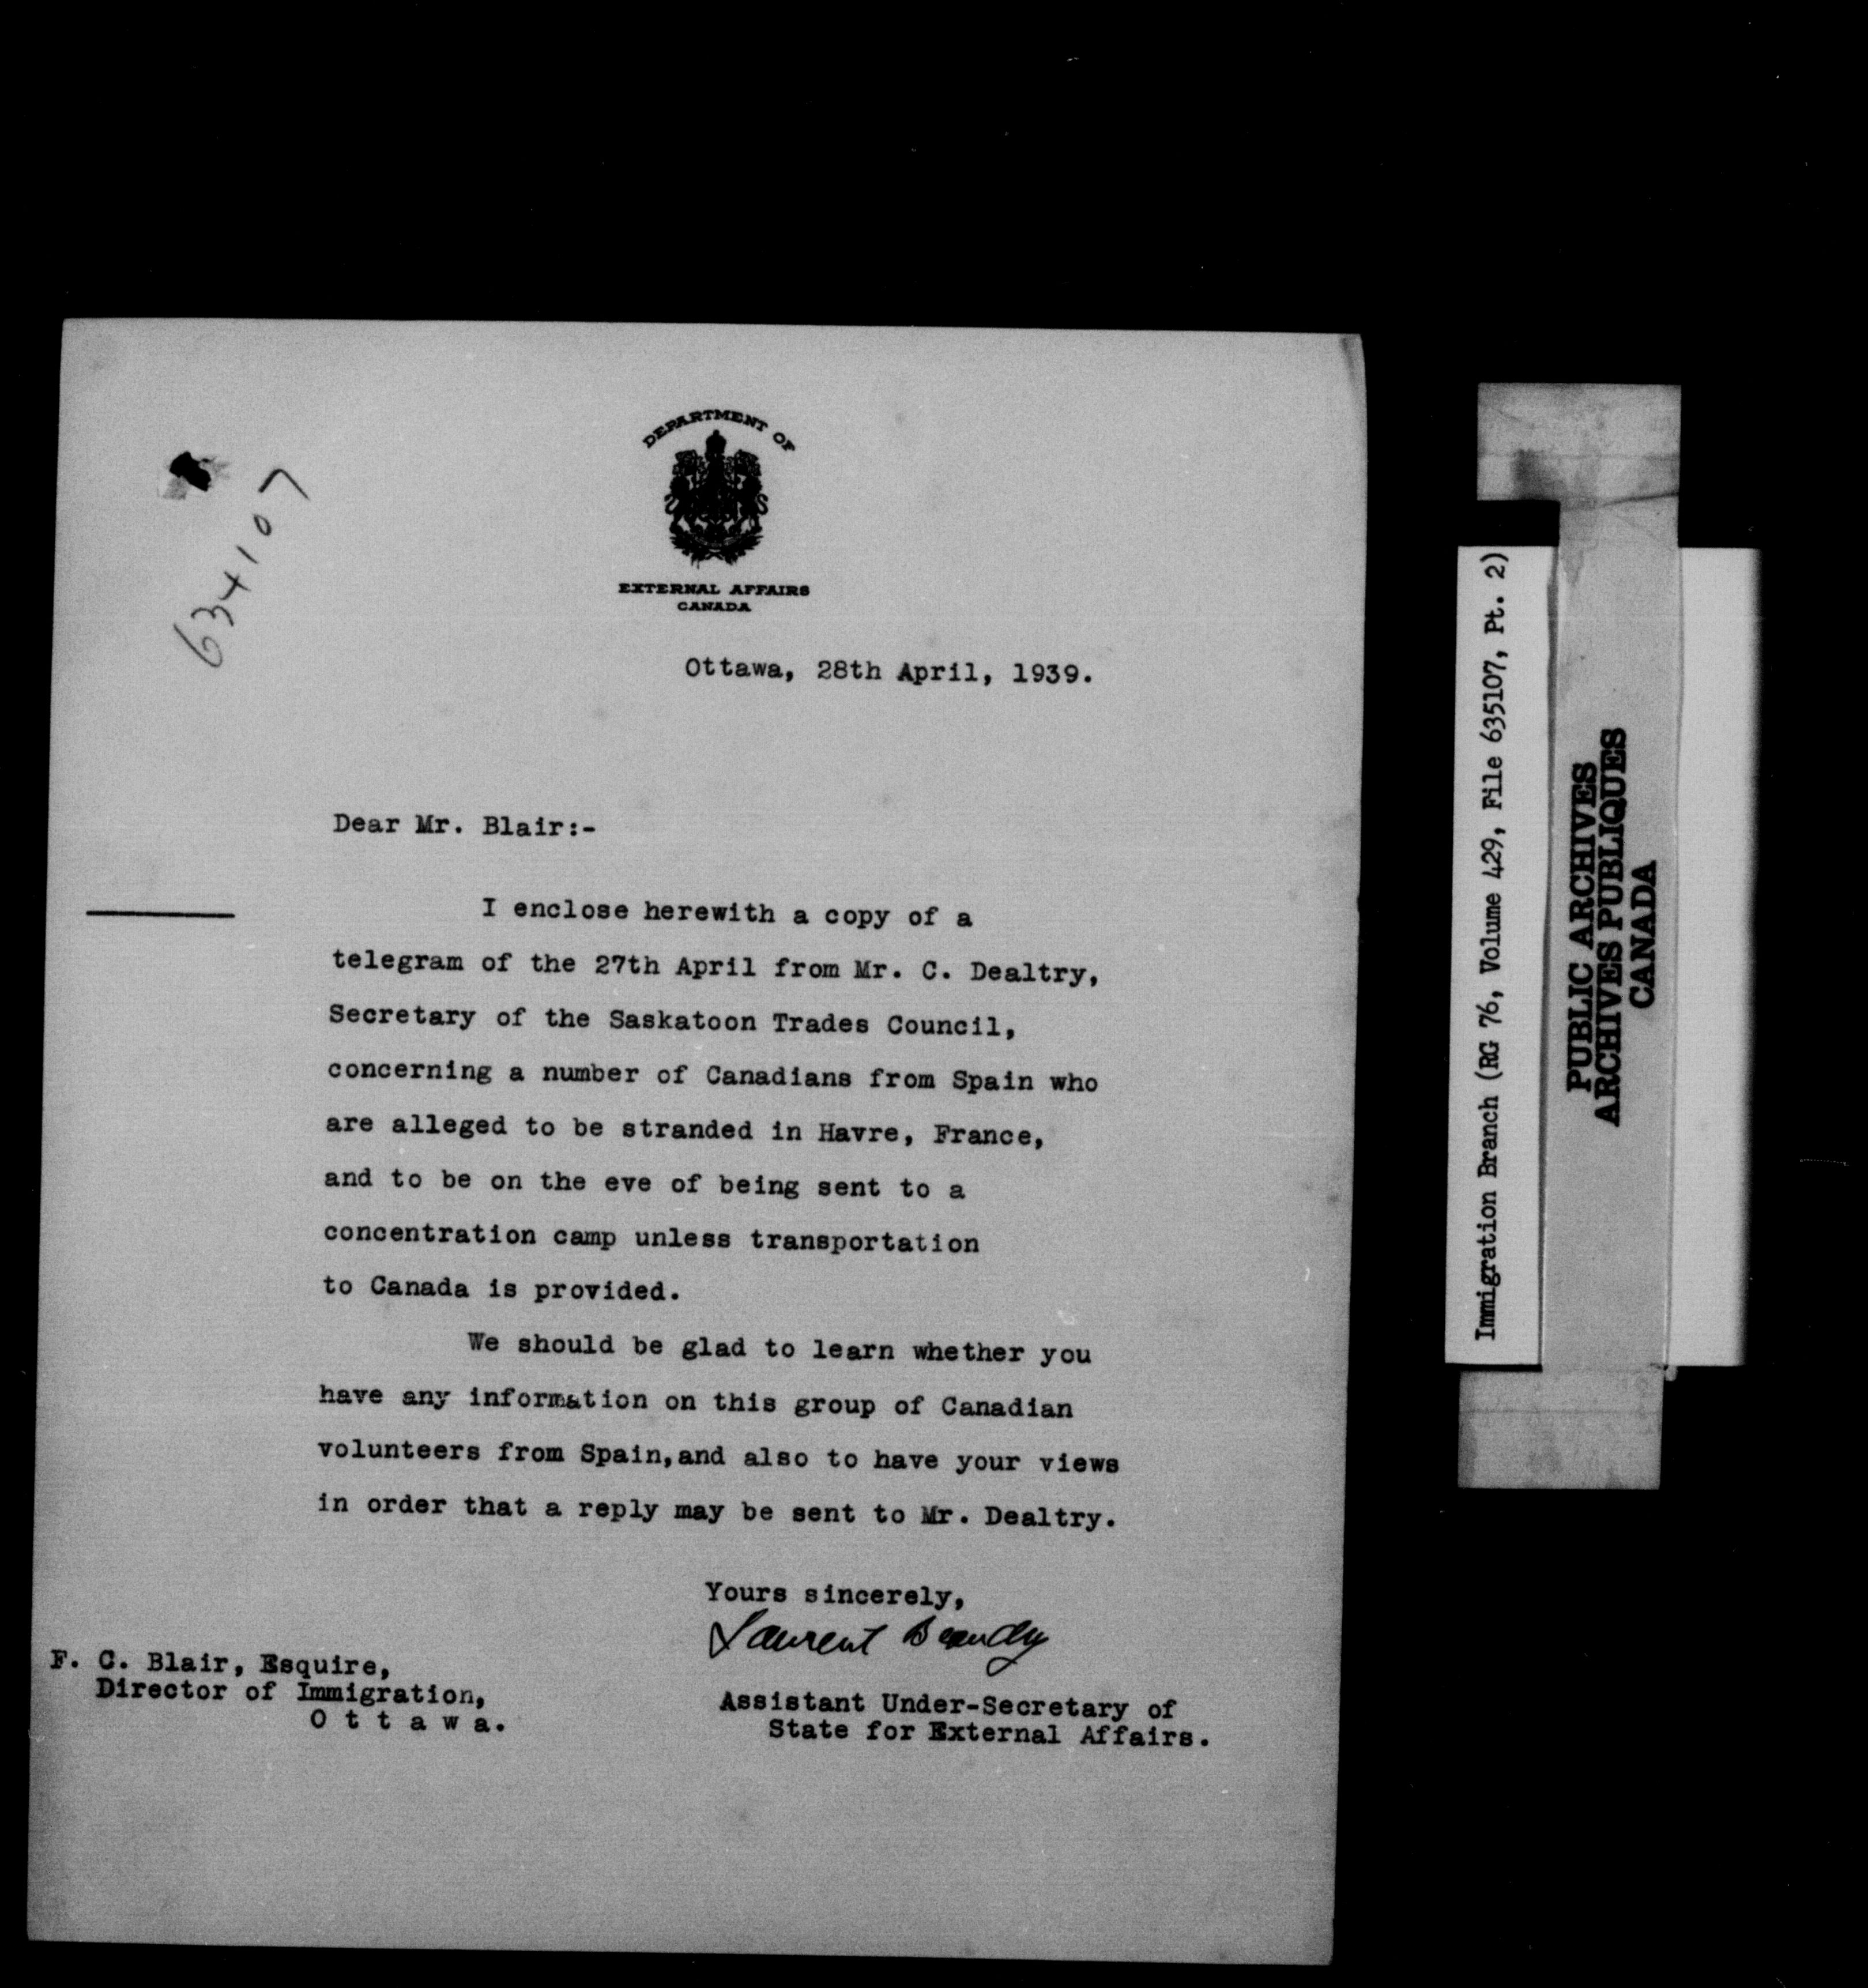 634107
DEPARTMENT OF
EXTERNAL AFFAIRS
CANADA
Ottawa, 28th April, 1939.
Dear Mr. Blair:-
I enclose herewith a copy of a
telegram of the 27th April from Mr. C. Dealtry,
Secretary of the Saskatoon Trades Council,
concerning a number of Canadians from Spain who
are alleged to be stranded in Havre, France,
and to be on the eve of being sent to a
concentration camp unless transportation
to Canada is provided.
We should be glad to learn whether you
have any information on this group of Canadian
volunteers from Spain,and also to have your views
in order that a reply may be sent to Mr. Dealtry.
Yours sincerely,
Laurent Beaudry
Assistant Under-Secretary of
State for External Affairs.
F. C. Blair, Esquire,
Director of Immigration,
O t t a w a.
Immigration Branch (RG 76, Volume 429, File 635107, Pt. 2)
PUBLIC ARCHIVES
ARCHIVES PUBLIQUES
CANADA